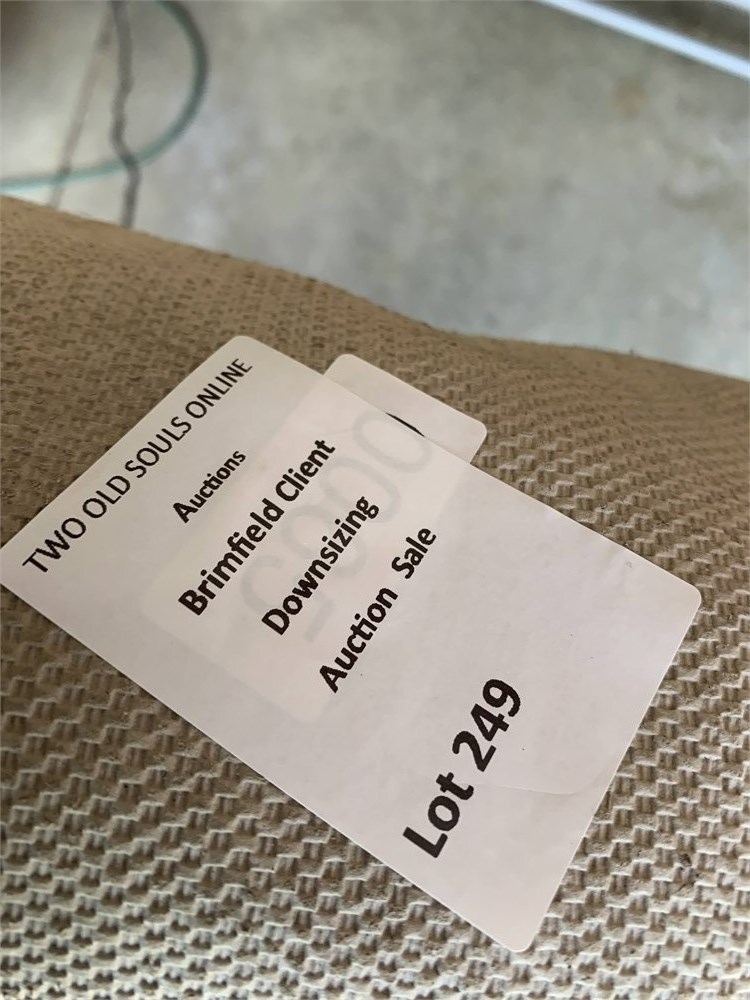 TWO OLD SOULS ONLINE
Auctions
Brimfield Client
Downsizing
Auction Sale
Lot 249